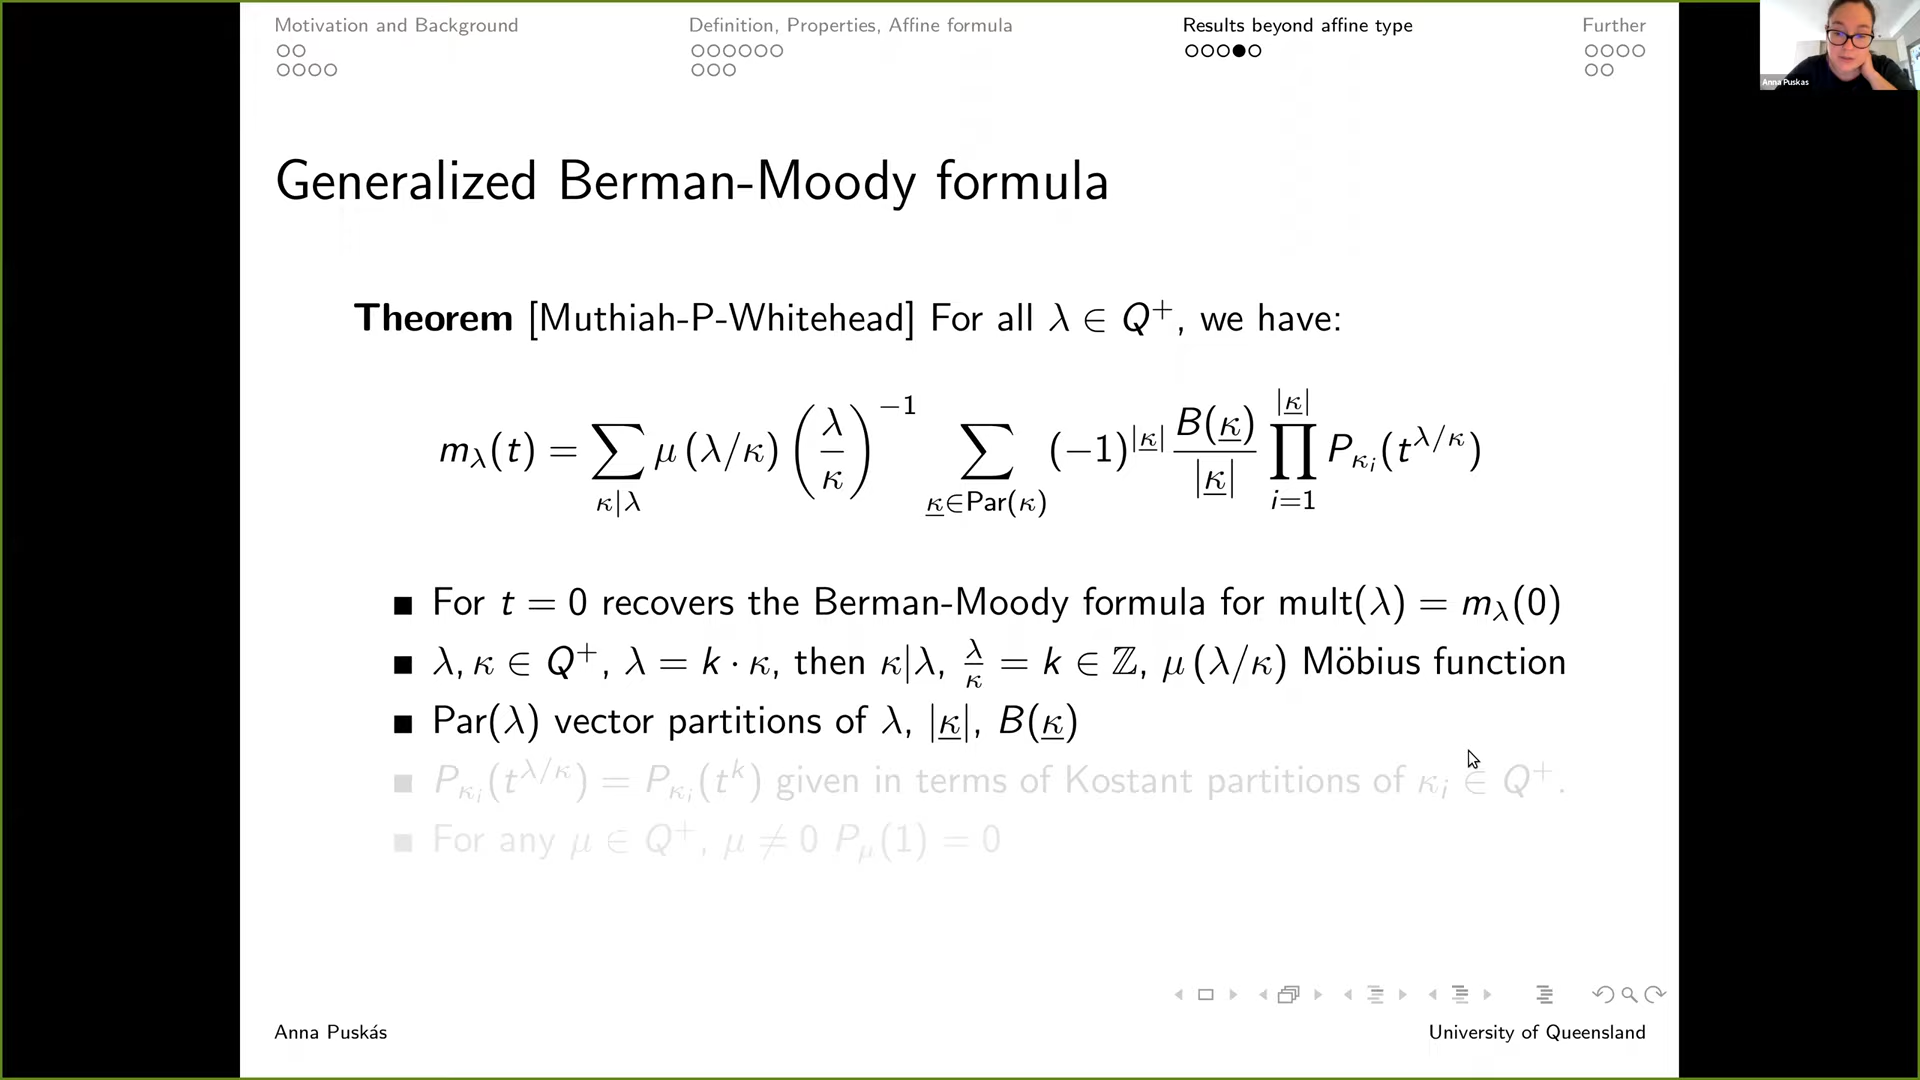 Motivation and Background
Definition, Properties, Affine formula
Results beyond affine type
Further
Anna Puskas
Generalized Berman-Moody formula
Theorem [Muthiah-P-Whitehead] For all λ ∈ Q⁺, we have:
m_λ(t) = ∑_{κ|λ} μ (λ/κ) (λ/κ)^{−1} ∑_{κ̲∈Par(κ)} (−1)^{|κ̲|} B(κ̲)/|κ̲| ∏_{i=1}^{|κ̲|} P_{κ_i}(t^{λ/κ})
■ For t = 0 recovers the Berman-Moody formula for mult(λ) = m_λ(0)
■ λ, κ ∈ Q⁺, λ = k · κ, then κ|λ, λ/κ = k ∈ ℤ, μ (λ/κ) Möbius function
■ Par(λ) vector partitions of λ, |κ̲|, B(κ̲)
■ P_{κ_i}(t^{λ/κ}) = P_{κ_i}(t^k) given in terms of Kostant partitions of κ_i ∈ Q⁺.
■ For any μ ∈ Q⁺, μ ≠ 0 P_μ(1) = 0
Anna Puskás
University of Queensland